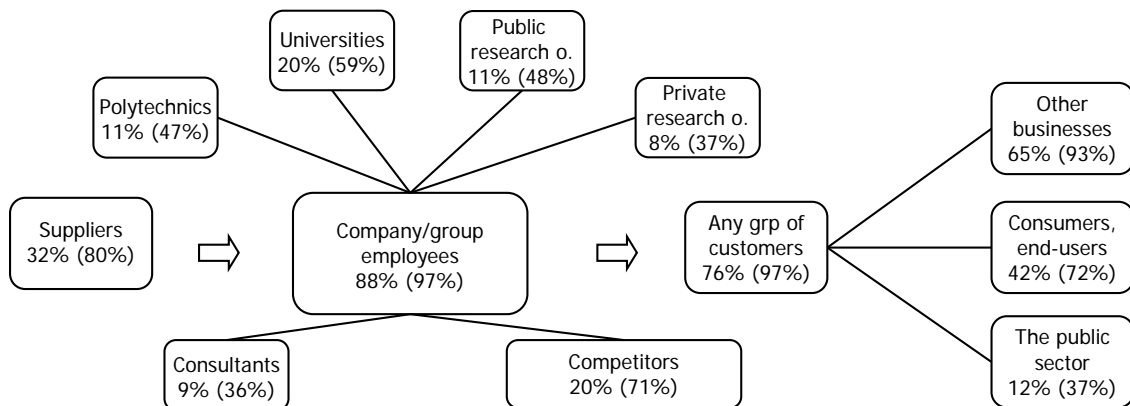 Universities
20% (59%)
Public
research o.
11% (48%)
Polytechnics
11% (47%)
Private
research o.
8% (37%)
Other
businesses
65% (93%)
Suppliers
32% (80%)
Company/group
employees
88% (97%)
Any grp of
customers
76% (97%)
Consumers,
end-users
42% (72%)
Consultants
9% (36%)
Competitors
20% (71%)
The public
sector
12% (37%)